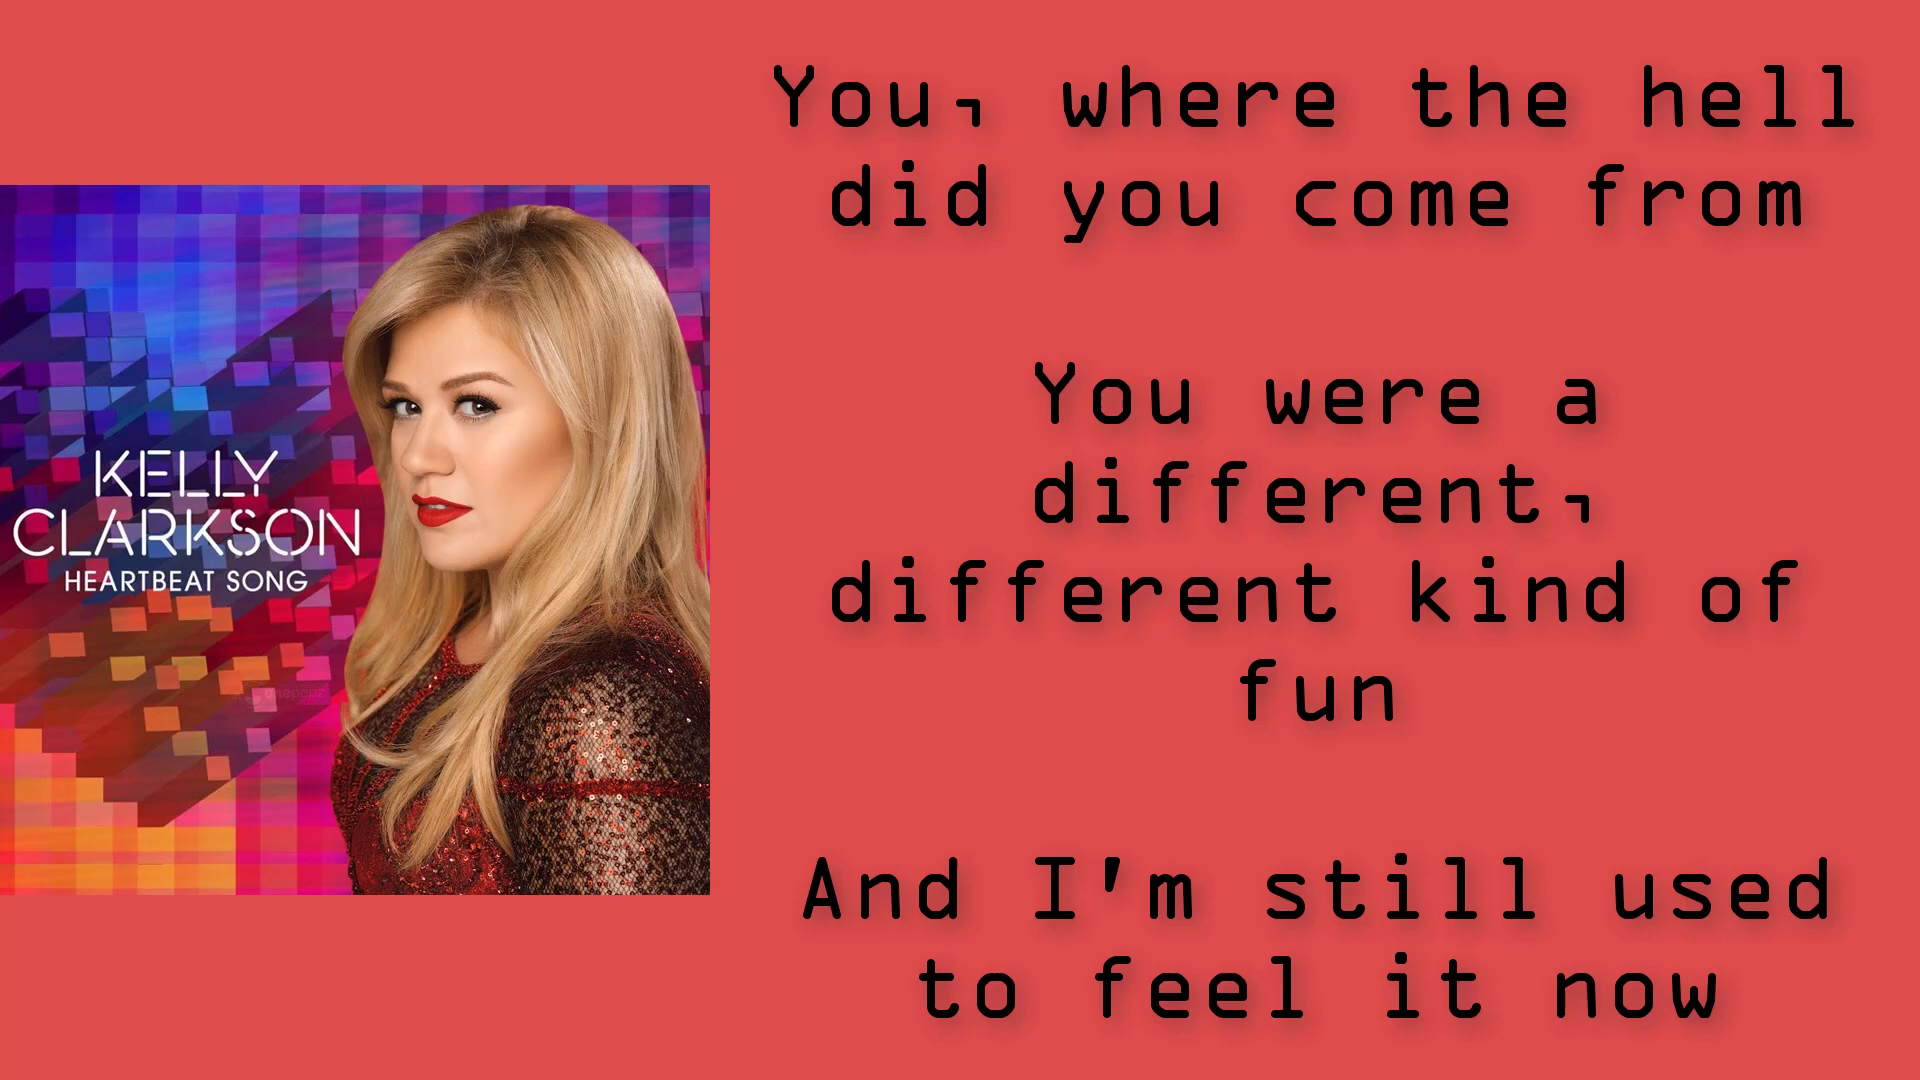 KELLY
CLARKSON
HEARTBEAT SONG
You, where the hell
did you come from
You were a
different,
different kind of
fun
And I'm still used
to feel it now